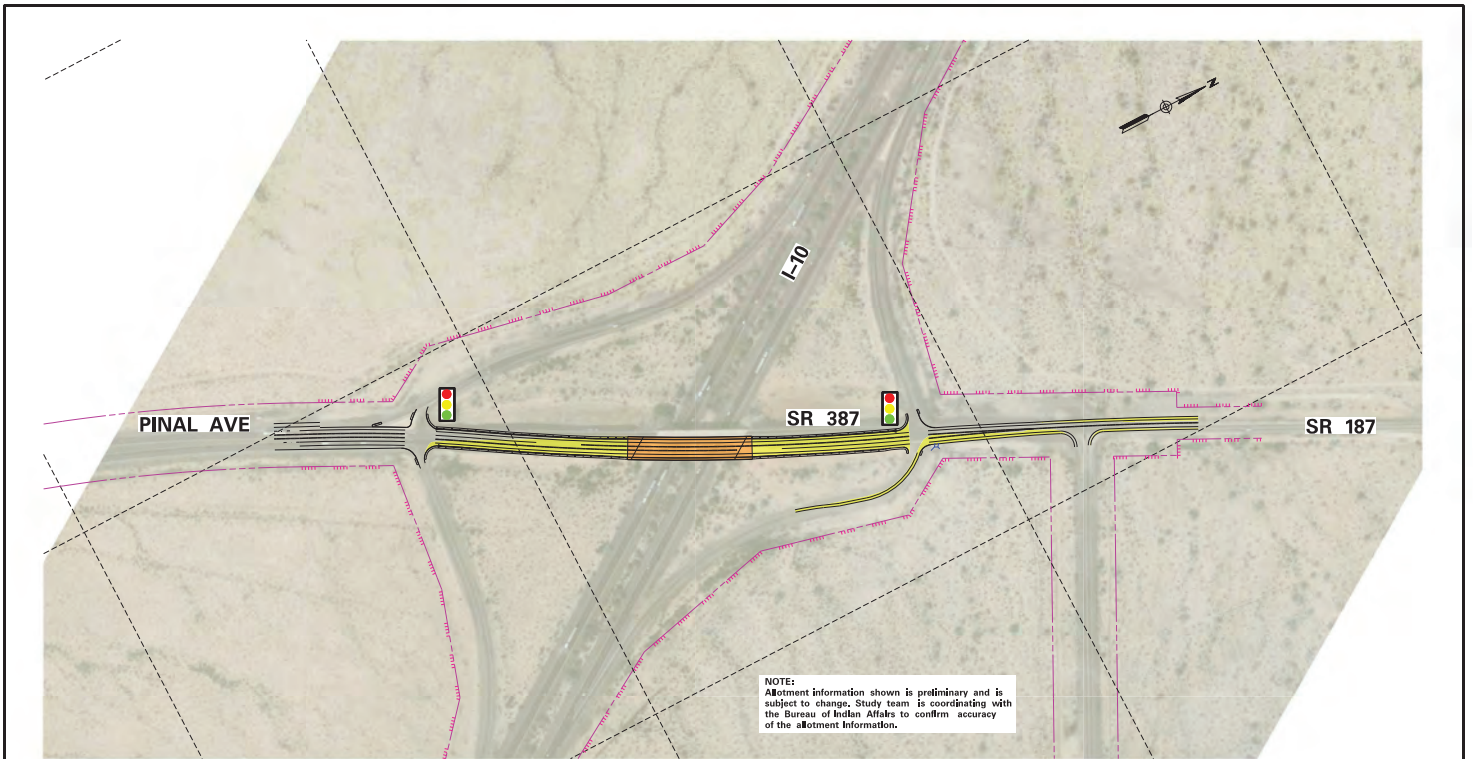 N
I-10
PINAL AVE
SR 387
SR 187
NOTE:
Allotment information shown is preliminary and is
subject to change. Study team is coordinating with
the Bureau of Indian Affairs to confirm accuracy
of the allotment information.